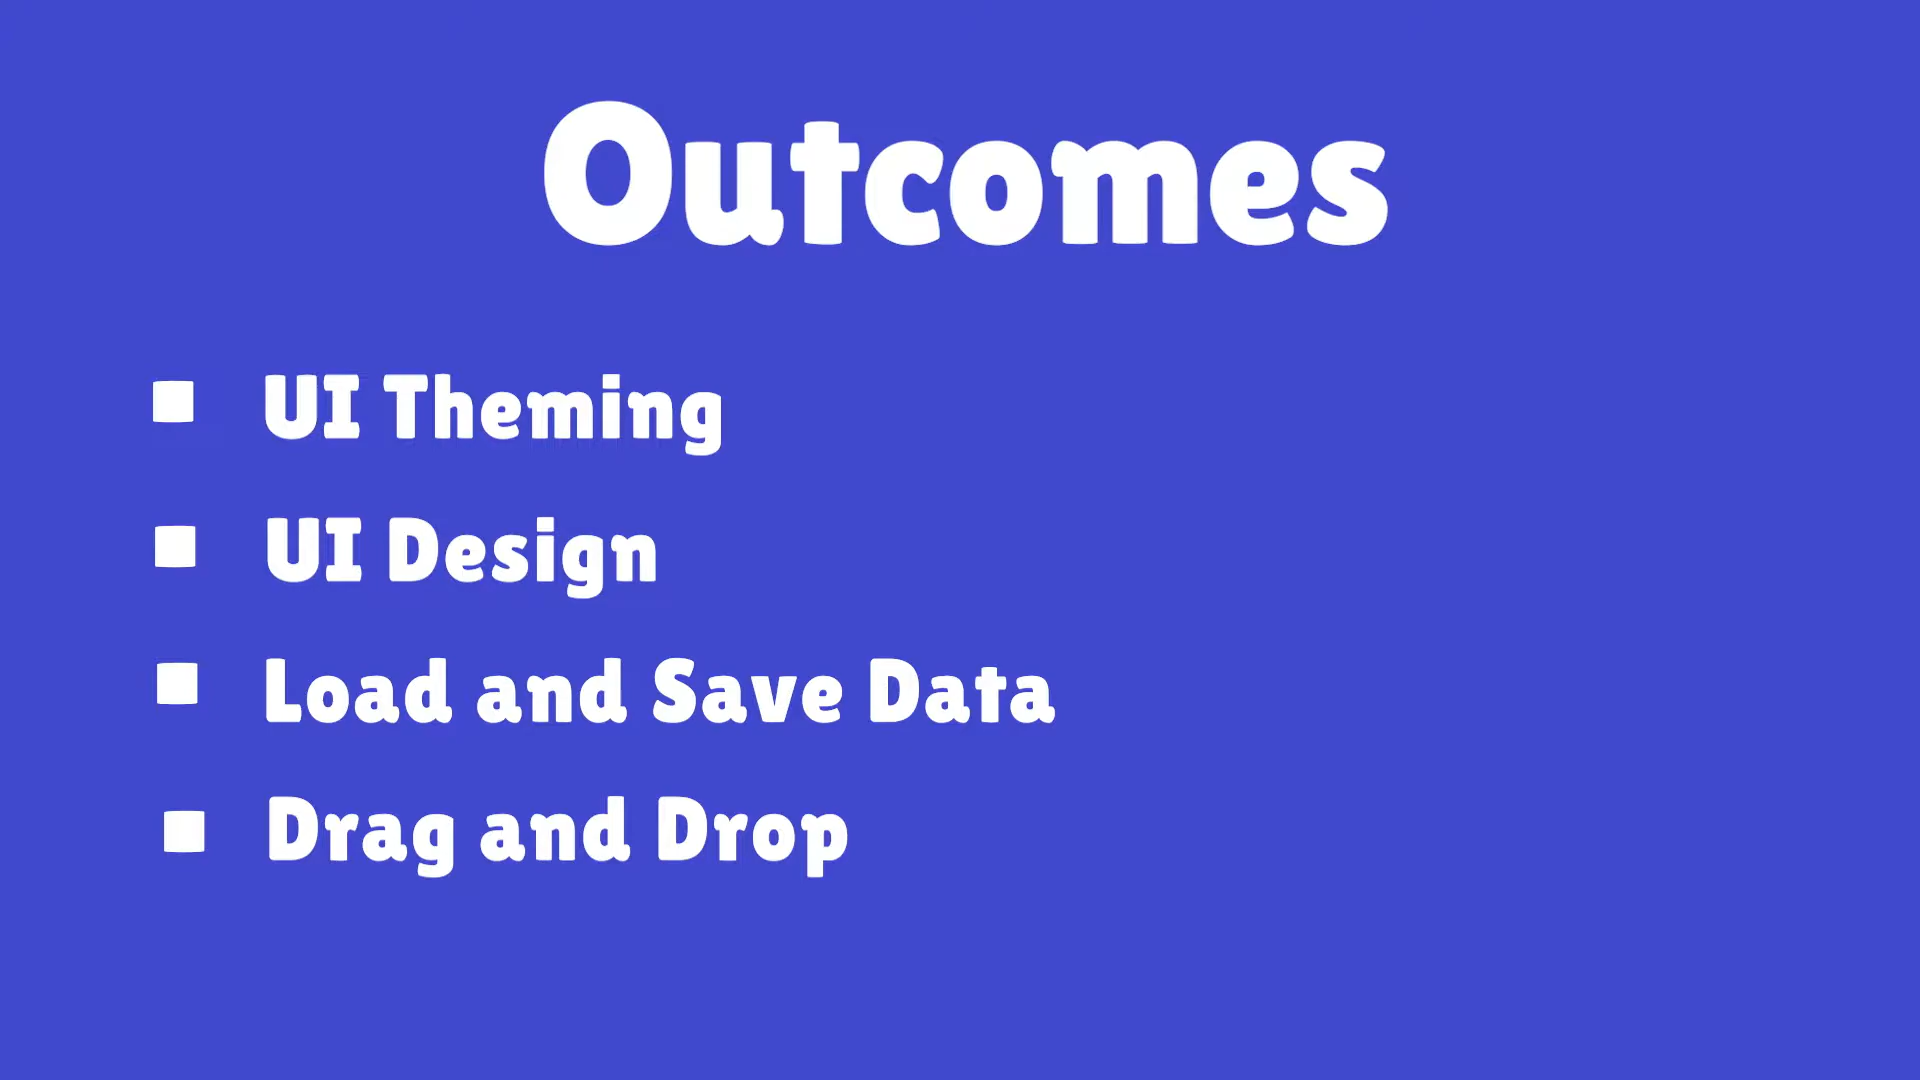 Outcomes
UI Theming
UI Design
Load and Save Data
Drag and Drop